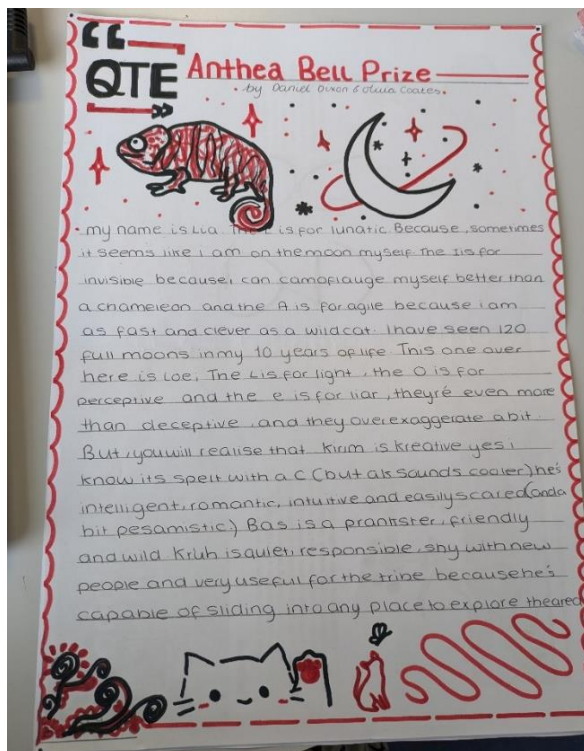 QTE Anthea Bell Prize
by Daniel Dixon & Olivia Coates.
my name is Lia. The L is for lunatic. Because, sometimes
it seems like i am on the moon myself. The I is for
invisible because i can camoflauge myself better than
a chameleon and the A is for agile because i am
as fast and clever as a wildcat. I have seen 120
full moons in my 10 years of life. This one over
here is Loe, The L is for light, the O is for
perceptive and the e is for liar, theyré even more
than deceptive, and they overexaggerate a bit.
But, you will realise that Kirim is kreative yes i
know its spelt with a C (but a k sounds cooler) he's
intelligent, romantic, intuitive and easily scared (and a
bit pesamistic.) Bas is a prankster, friendly
and wild Kruh is quiet, responsible, shy with new
people and very useful for the tribe because he's
capable of sliding into any place to explore the area